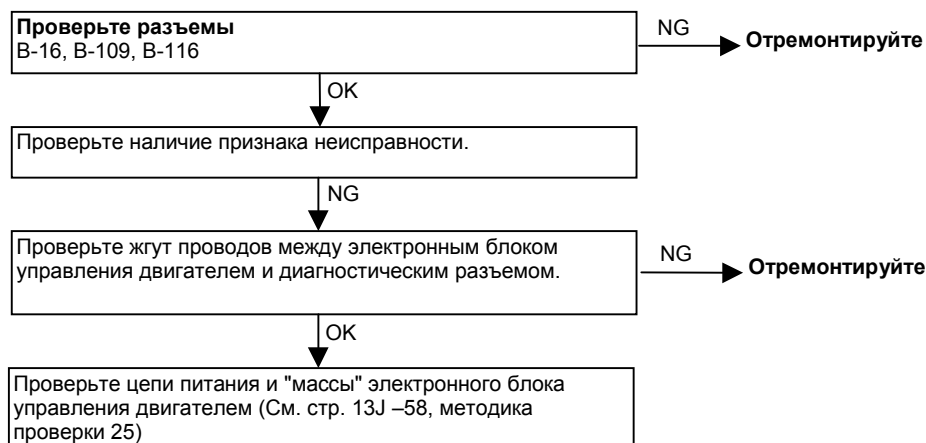 Проверьте разъемы
B-16, B-109, B-116
NG
Отремонтируйте
OK
Проверьте наличие признака неисправности.
NG
Проверьте жгут проводов между электронным блоком
управления двигателем и диагностическим разъемом.
NG
Отремонтируйте
OK
Проверьте цепи питания и "массы" электронного блока
управления двигателем (См. стр. 13J –58, методика
проверки 25)